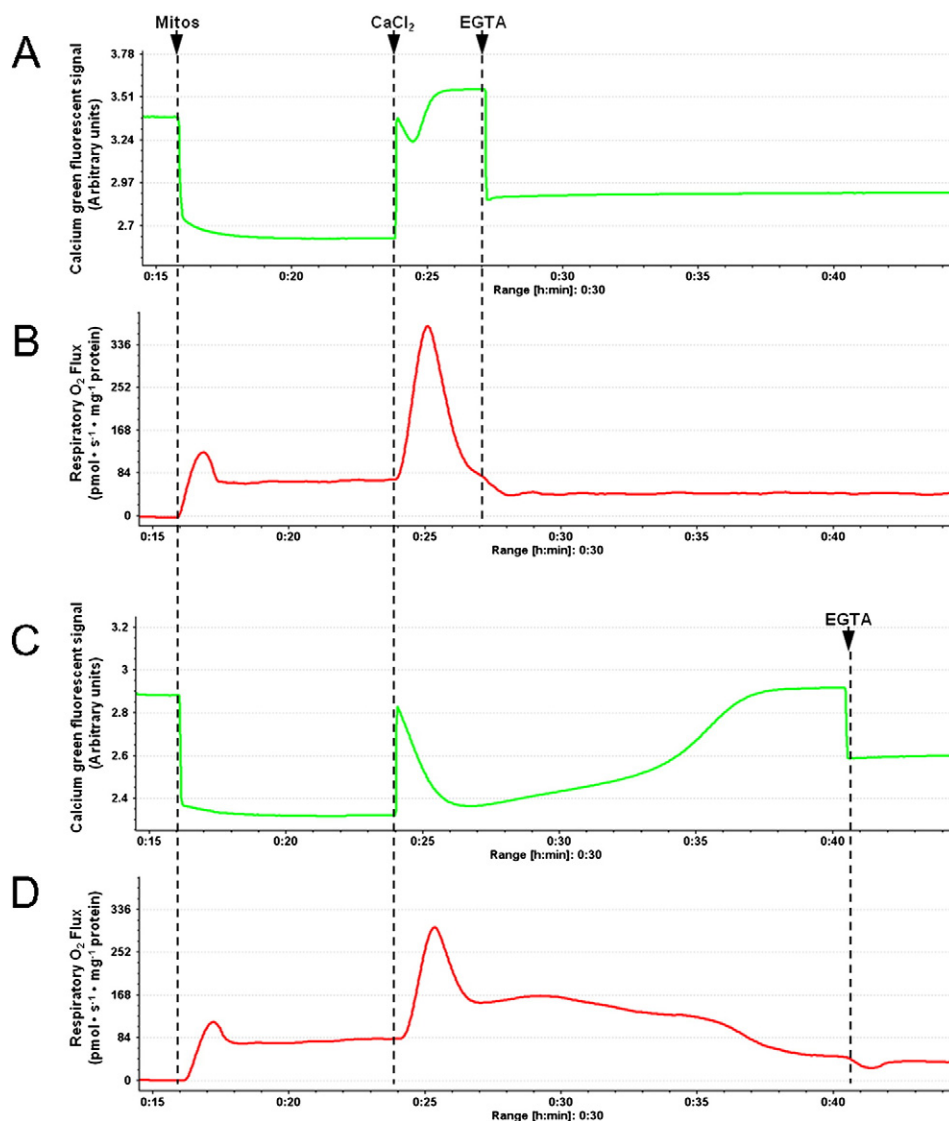 Mitos CaCl₂ EGTA
A
Calcium green fluorescent signal
(Arbitrary units)
3.78
3.51
3.24
2.97
2.7
0:15 0:20 0:25 0:30 0:35 0:40
Range [h:min]: 0:30
B
Respiratory O₂ Flux
(pmol • s⁻¹ • mg⁻¹ protein)
336
252
168
84
0
0:15 0:20 0:25 0:30 0:35 0:40
Range [h:min]: 0:30
EGTA
C
Calcium green fluorescent signal
(Arbitrary units)
3.2
3
2.8
2.6
2.4
0:15 0:20 0:25 0:30 0:35 0:40
Range [h:min]: 0:30
D
Respiratory O₂ Flux
(pmol • s⁻¹ • mg⁻¹ protein)
336
252
168
84
0
0:15 0:20 0:25 0:30 0:35 0:40
Range [h:min]: 0:30